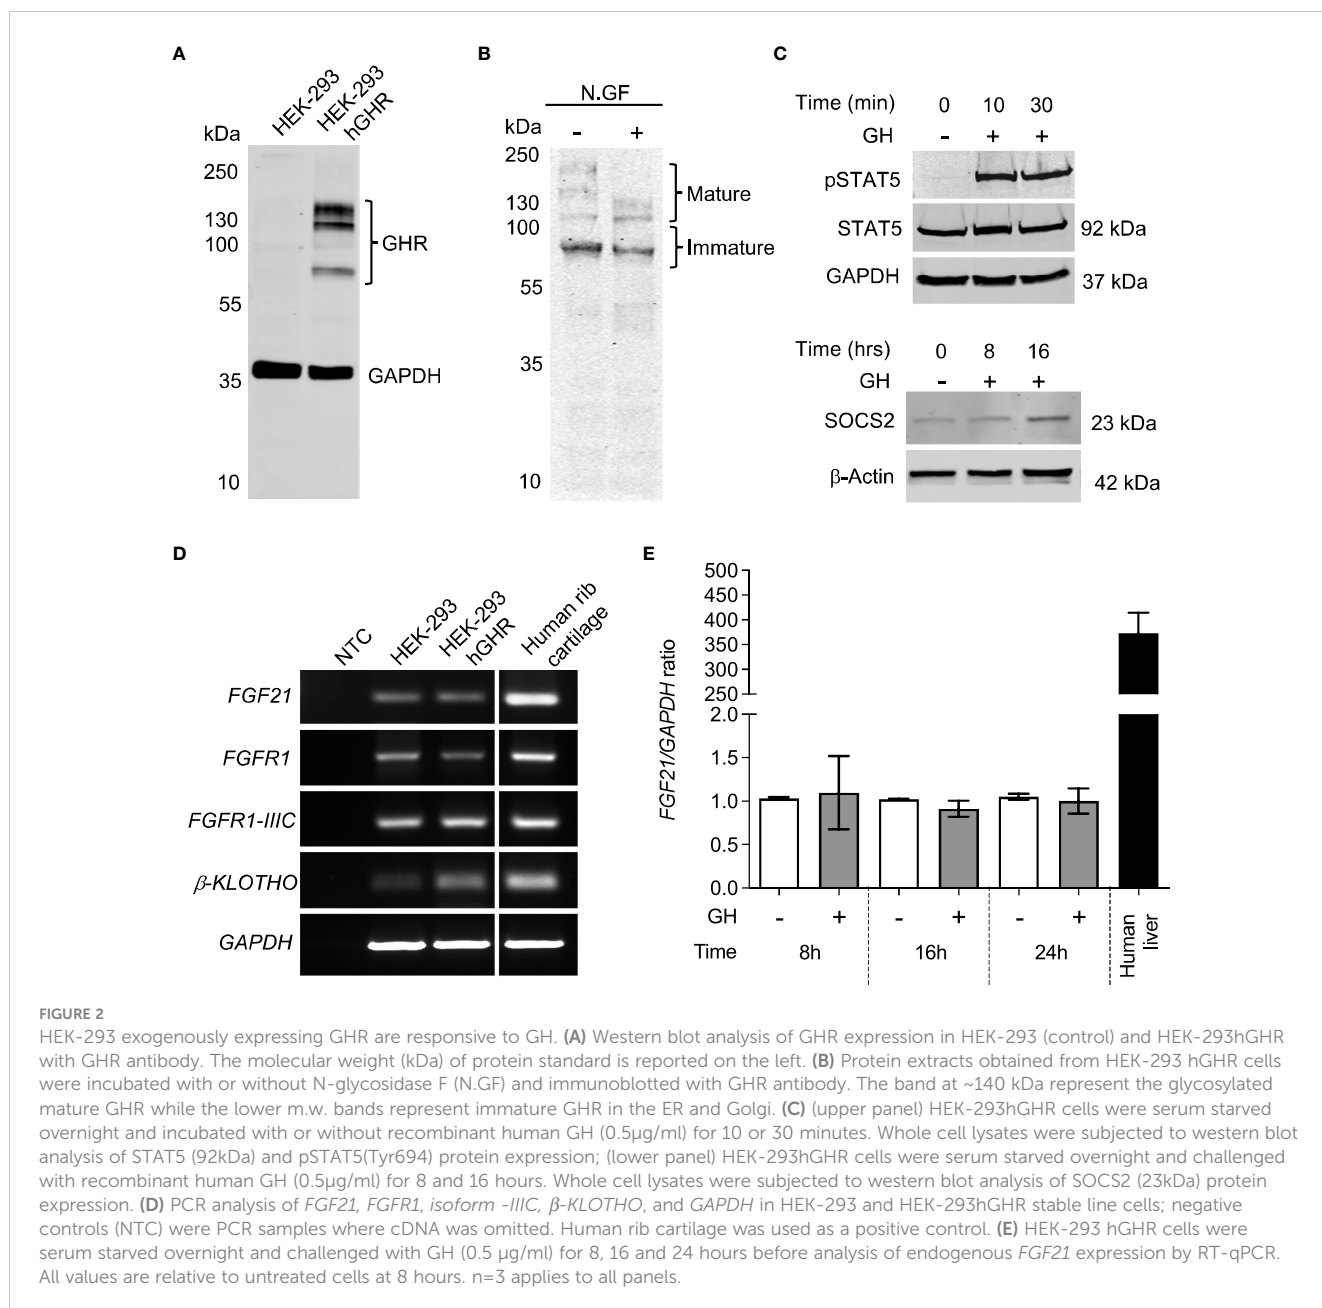 A
HEK-293
HEK-293
hGHR
kDa
250
130
100
55
35
10
GHR
GAPDH
B
N.GF
kDa
-
+
250
130
100
55
35
10
Mature
Immature
C
Time (min) 0 10 30
GH - + +
pSTAT5
STAT5 92 kDa
GAPDH 37 kDa
Time (hrs) 0 8 16
GH - + +
SOCS2 23 kDa
β-Actin 42 kDa
D
NTC
HEK-293
HEK-293
hGHR
Human rib
cartilage
FGF21
FGFR1
FGFR1-IIIC
β-KLOTHO
GAPDH
E
FGF21/GAPDH ratio
500
450
400
350
300
250
2.0
1.5
1.0
0.5
0.0
GH - + - + - +
Time 8h 16h 24h
Human
liver
FIGURE 2
HEK-293 exogenously expressing GHR are responsive to GH. (A) Western blot analysis of GHR expression in HEK-293 (control) and HEK-293hGHR
with GHR antibody. The molecular weight (kDa) of protein standard is reported on the left. (B) Protein extracts obtained from HEK-293 hGHR cells
were incubated with or without N-glycosidase F (N.GF) and immunoblotted with GHR antibody. The band at ~140 kDa represent the glycosylated
mature GHR while the lower m.w. bands represent immature GHR in the ER and Golgi. (C) (upper panel) HEK-293hGHR cells were serum starved
overnight and incubated with or without recombinant human GH (0.5µg/ml) for 10 or 30 minutes. Whole cell lysates were subjected to western blot
analysis of STAT5 (92kDa) and pSTAT5(Tyr694) protein expression; (lower panel) HEK-293hGHR cells were serum starved overnight and challenged
with recombinant human GH (0.5µg/ml) for 8 and 16 hours. Whole cell lysates were subjected to western blot analysis of SOCS2 (23kDa) protein
expression. (D) PCR analysis of FGF21, FGFR1, isoform -IIIC, β-KLOTHO, and GAPDH in HEK-293 and HEK-293hGHR stable line cells; negative
controls (NTC) were PCR samples where cDNA was omitted. Human rib cartilage was used as a positive control. (E) HEK-293 hGHR cells were
serum starved overnight and challenged with GH (0.5 µg/ml) for 8, 16 and 24 hours before analysis of endogenous FGF21 expression by RT-qPCR.
All values are relative to untreated cells at 8 hours. n=3 applies to all panels.